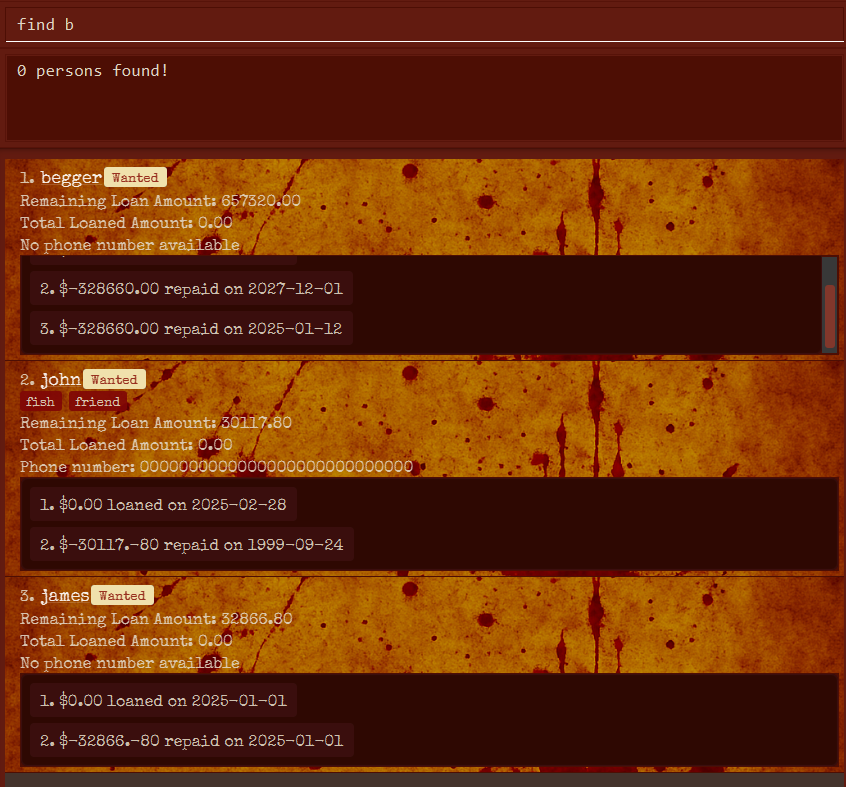 find b
0 persons found!
1. begger Wanted
Remaining Loan Amount: 657320.00
Total Loaned Amount: 0.00
No phone number available
2. $-328660.00 repaid on 2027-12-01
3. $-328660.00 repaid on 2025-01-12
2. john Wanted
fish friend
Remaining Loan Amount: 30117.80
Total Loaned Amount: 0.00
Phone number: 00000000000000000000000000000
1. $0.00 loaned on 2025-02-28
2. $-30117.-80 repaid on 1999-09-24
3. james Wanted
Remaining Loan Amount: 32866.80
Total Loaned Amount: 0.00
No phone number available
1. $0.00 loaned on 2025-01-01
2. $-32866.-80 repaid on 2025-01-01